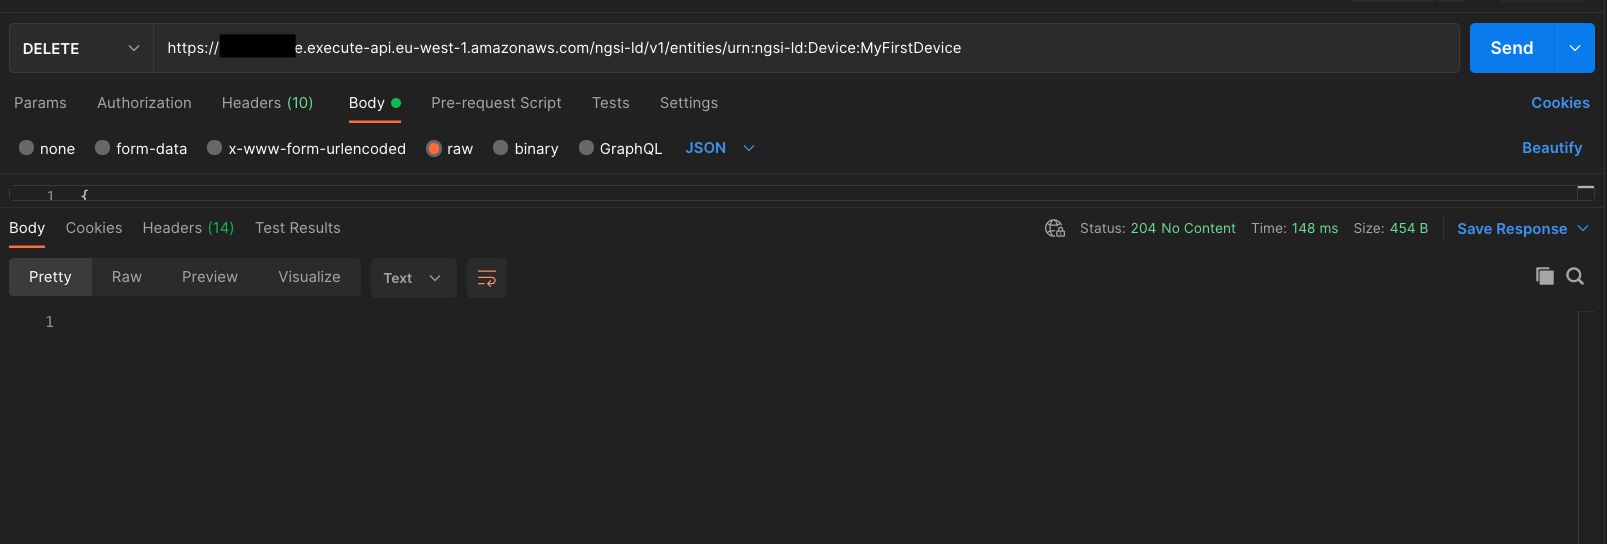 DELETE https:// e.execute-api.eu-west-1.amazonaws.com/ngsi-ld/v1/entities/urn:ngsi-ld:Device:MyFirstDevice Send
Params Authorization Headers (10) Body Pre-request Script Tests Settings Cookies
none form-data x-www-form-urlencoded raw binary GraphQL JSON Beautify
1 {
Body Cookies Headers (14) Test Results Status: 204 No Content Time: 148 ms Size: 454 B Save Response
Pretty Raw Preview Visualize Text
1